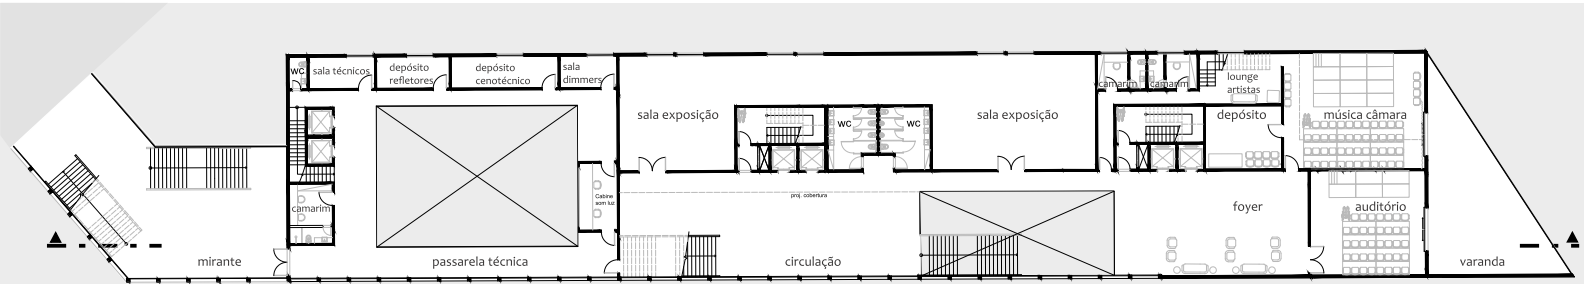 WC
sala técnicos
depósito
refletores
depósito
cenotécnico
sala
dimmers
sala exposição
WC
WC
sala exposição
camarim
camarim
lounge
artistas
depósito
música câmara
camarim
Cabine
som luz
proj. cobertura
foyer
auditório
mirante
passarela técnica
circulação
varanda